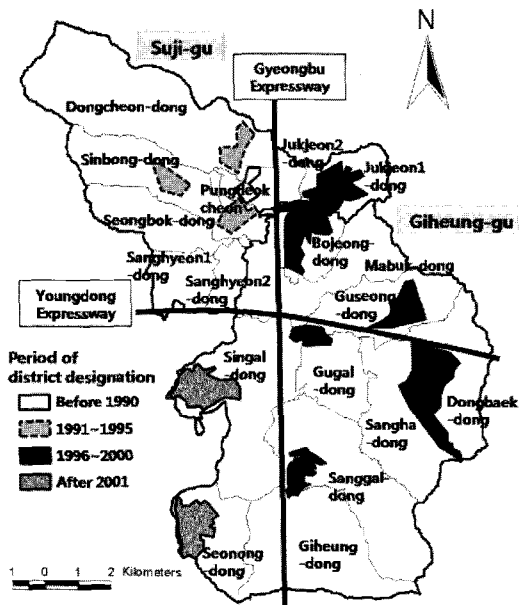 N
Suji-gu
Gyeongbu
Expressway
Dongcheon-dong
Jukjeon2
-dong
Jukjeon1
-dong
Sinbong-dong
Pungdeok
cheon
Seongbok-dong
Giheung-gu
Bojeong-
dong
Sanghyeon1
-dong
Mabuk-dong
Sanghyeon2
-dong
Guseong
-dong
Youngdong
Expressway
Period of
district designation
Before 1990
1991~1995
1996~2000
After 2001
Singal
-dong
Gugal
-dong
Dongbaek
-dong
Sangha
-dong
Sanggal-
dong
Seonong
-dong
Giheung
-dong
1 0 1 2 Kilometers